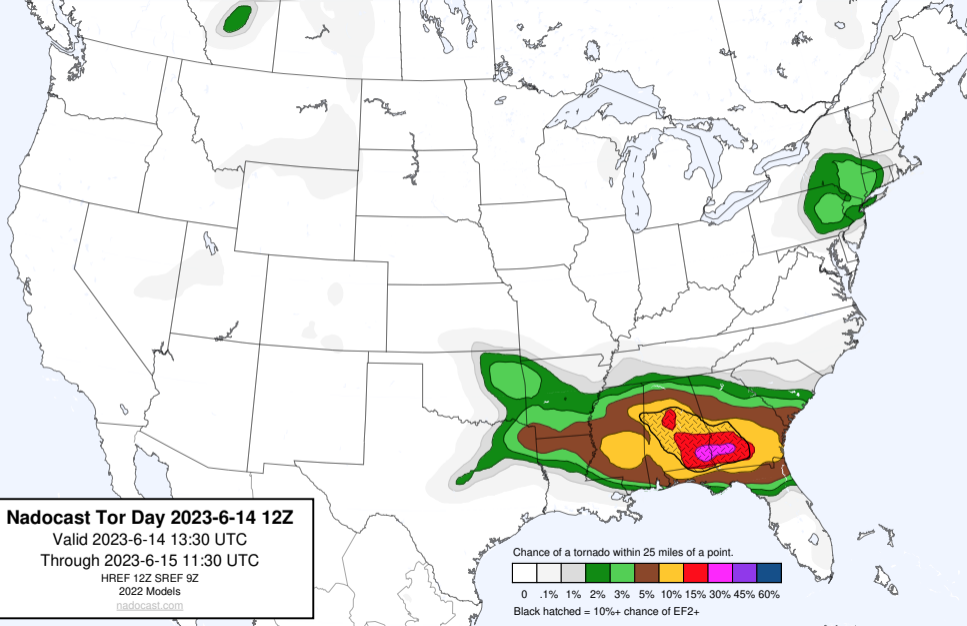 Nadocast Tor Day 2023-6-14 12Z
Valid 2023-6-14 13:30 UTC
Through 2023-6-15 11:30 UTC
HREF 12Z SREF 9Z
2022 Models
nadocast.com
Chance of a tornado within 25 miles of a point.
0 .1% 1% 2% 3% 5% 10% 15% 30% 45% 60%
Black hatched = 10%+ chance of EF2+